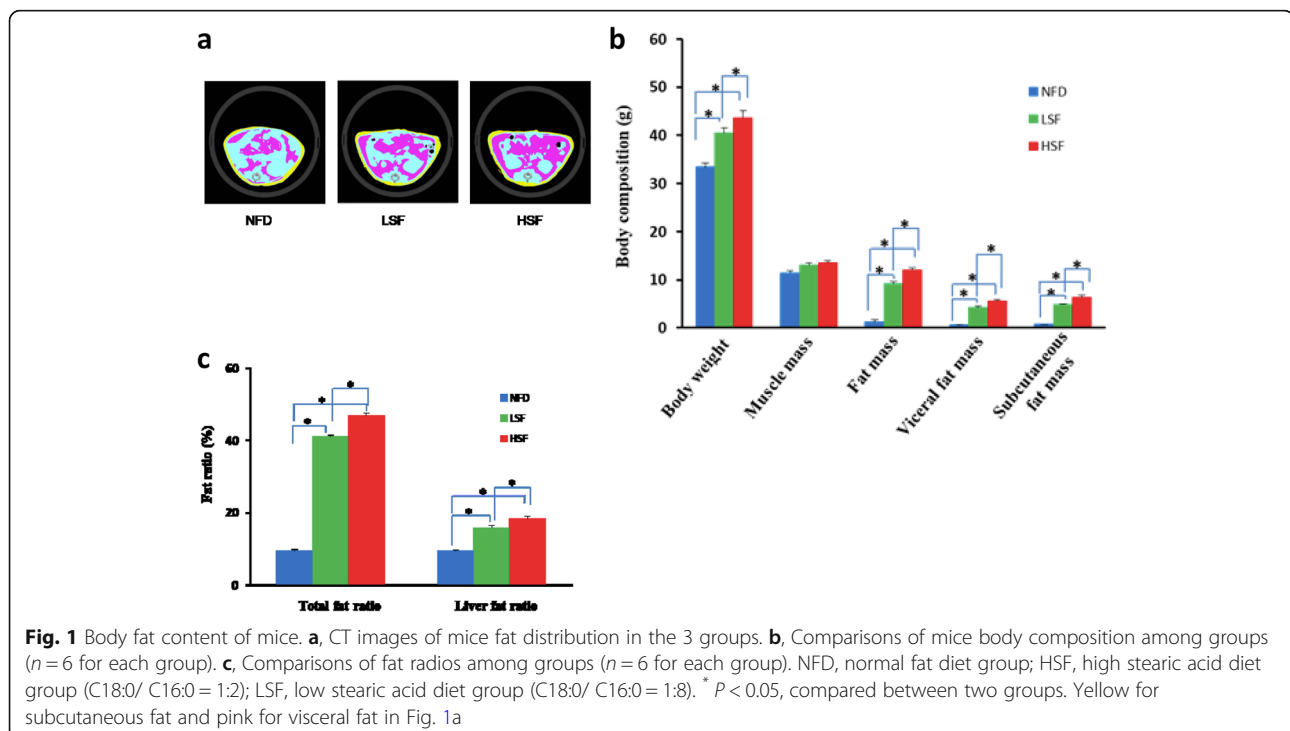 a
NFD
LSF
HSF
b
60
50
40
30
20
10
0
Body composition (g)
* * *
NFD
LSF
HSF
* * *
* * *
* * *
Body weight
Muscle mass
Fat mass
Viceral fat mass
Subcutaneous
fat mass
c
60
40
20
0
Fat ratio (%)
* * *
NFD
LSF
HSF
* * *
Total fat ratio
Liver fat ratio
Fig. 1 Body fat content of mice. a, CT images of mice fat distribution in the 3 groups. b, Comparisons of mice body composition among groups
(n = 6 for each group). c, Comparisons of fat radios among groups (n = 6 for each group). NFD, normal fat diet group; HSF, high stearic acid diet
group (C18:0/ C16:0 = 1:2); LSF, low stearic acid diet group (C18:0/ C16:0 = 1:8). * P < 0.05, compared between two groups. Yellow for
subcutaneous fat and pink for visceral fat in Fig. 1a